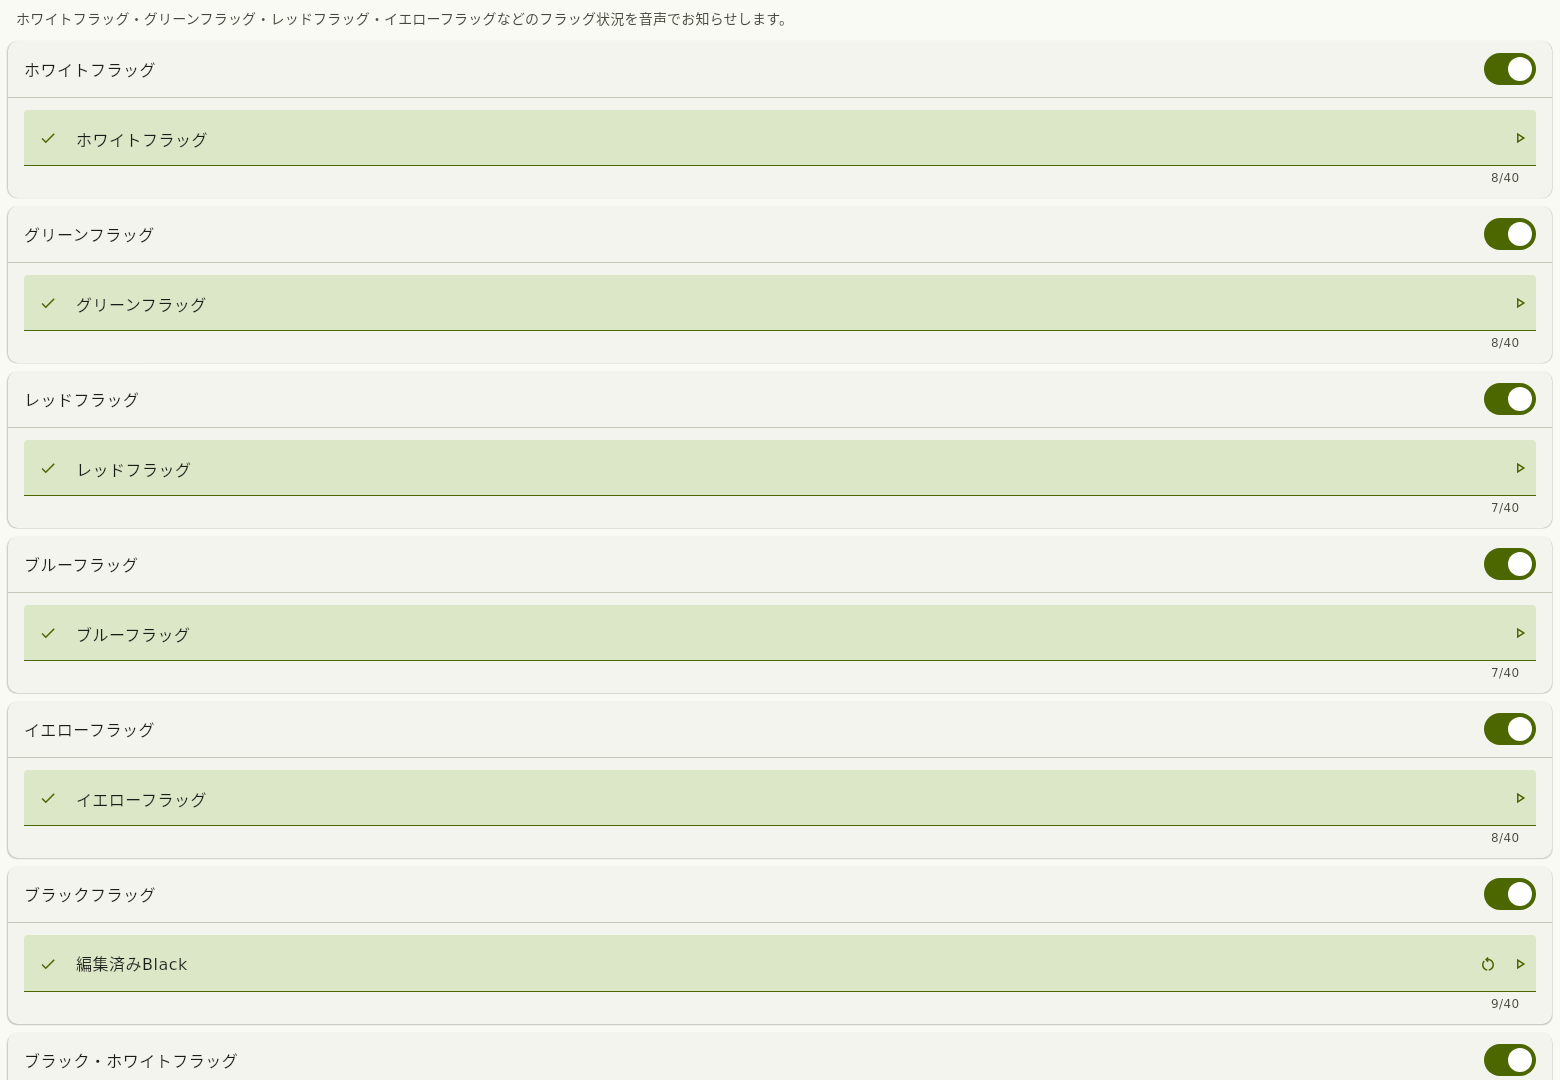 ホワイトフラッグ・グリーンフラッグ・レッドフラッグ・イエローフラッグなどのフラッグ状況を音声でお知らせします。
ホワイトフラッグ
ホワイトフラッグ
8/40
グリーンフラッグ
グリーンフラッグ
8/40
レッドフラッグ
レッドフラッグ
7/40
ブルーフラッグ
ブルーフラッグ
7/40
イエローフラッグ
イエローフラッグ
8/40
ブラックフラッグ
編集済みBlack
9/40
ブラック・ホワイトフラッグ